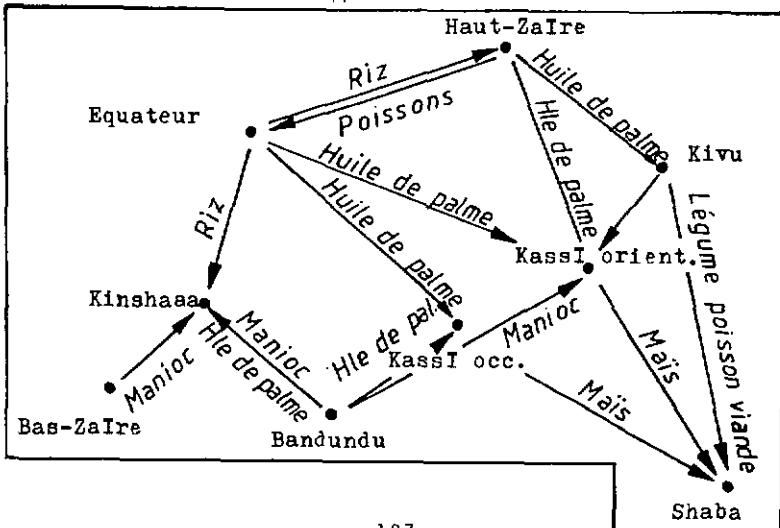 Haut-ZaIre
Riz
Poissons
Equateur
Huile de palme
Hle de palme
Kivu
Huile de palme
Huile de palme
Riz
Légume poisson viande
KassI orient.
Kinshaaa
Manioc
Hle de palme
Hle de palme
Manioc
Maïs
Manioc
KassI occ.
Maïs
Bas-ZaIre
Bandundu
Shaba